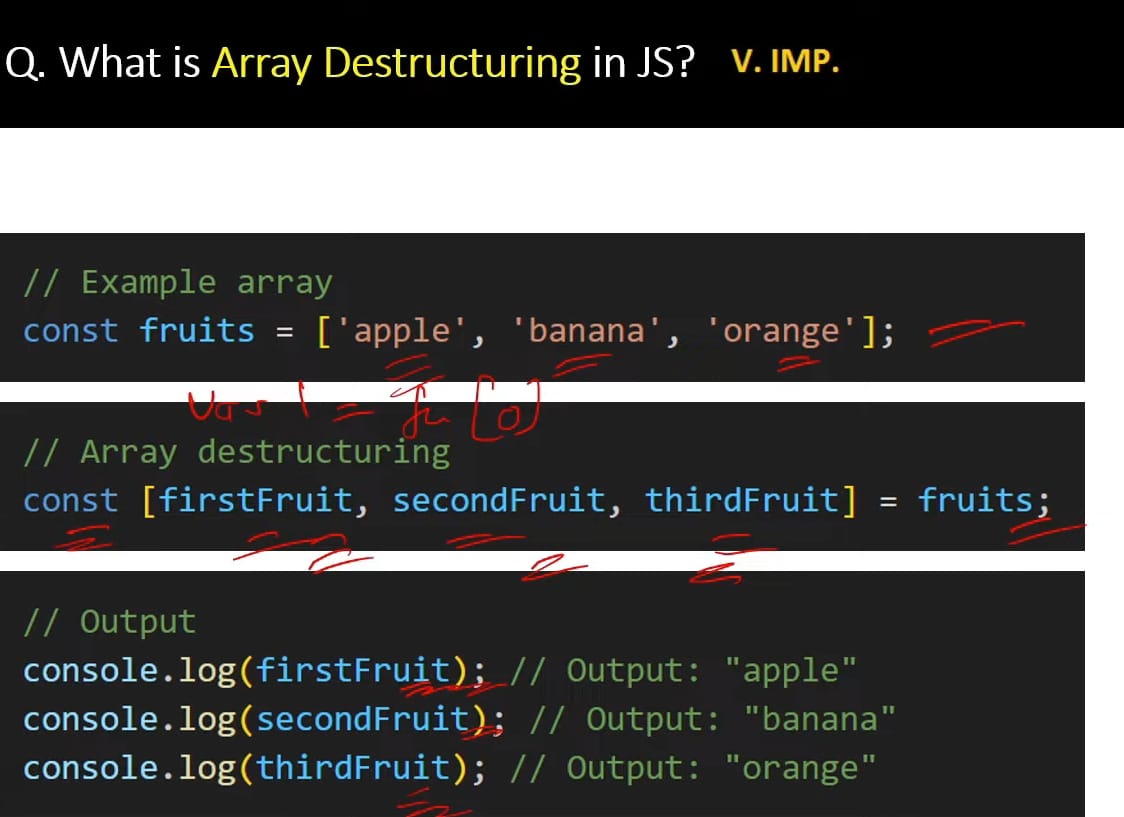 Q. What is Array Destructuring in JS? V. IMP.
// Example array
const fruits = ['apple', 'banana', 'orange'];
var 1 = fu [0]
// Array destructuring
const [firstFruit, secondFruit, thirdFruit] = fruits;
// Output
console.log(firstFruit); // Output: "apple"
console.log(secondFruit); // Output: "banana"
console.log(thirdFruit); // Output: "orange"